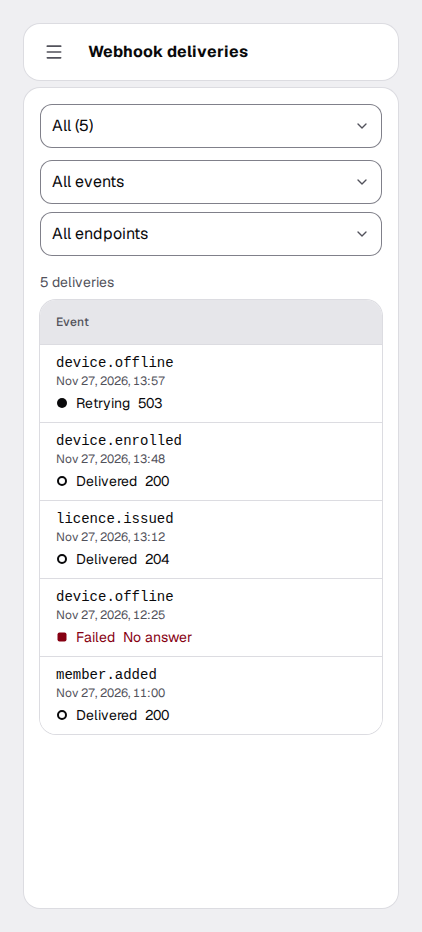 Webhook deliveries
All (5)
All events
All endpoints
5 deliveries
Event
device.offline
Nov 27, 2026, 13:57
Retrying 503
device.enrolled
Nov 27, 2026, 13:48
Delivered 200
licence.issued
Nov 27, 2026, 13:12
Delivered 204
device.offline
Nov 27, 2026, 12:25
Failed No answer
member.added
Nov 27, 2026, 11:00
Delivered 200